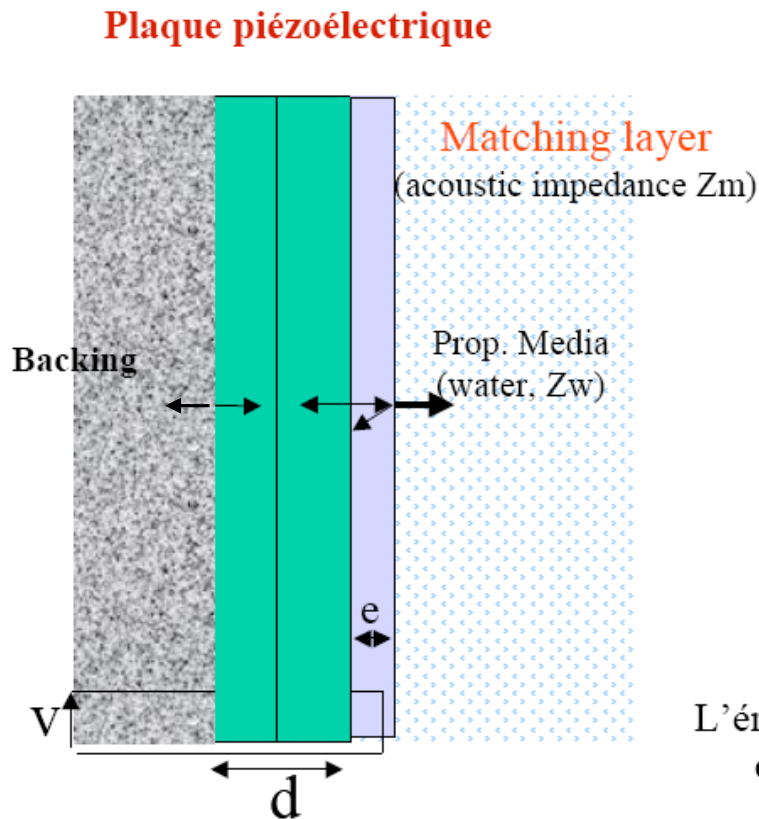 Plaque piézoélectrique
Matching layer
(acoustic impedance Zm)
Prop. Media
(water, Zw)
Backing
e
V
d